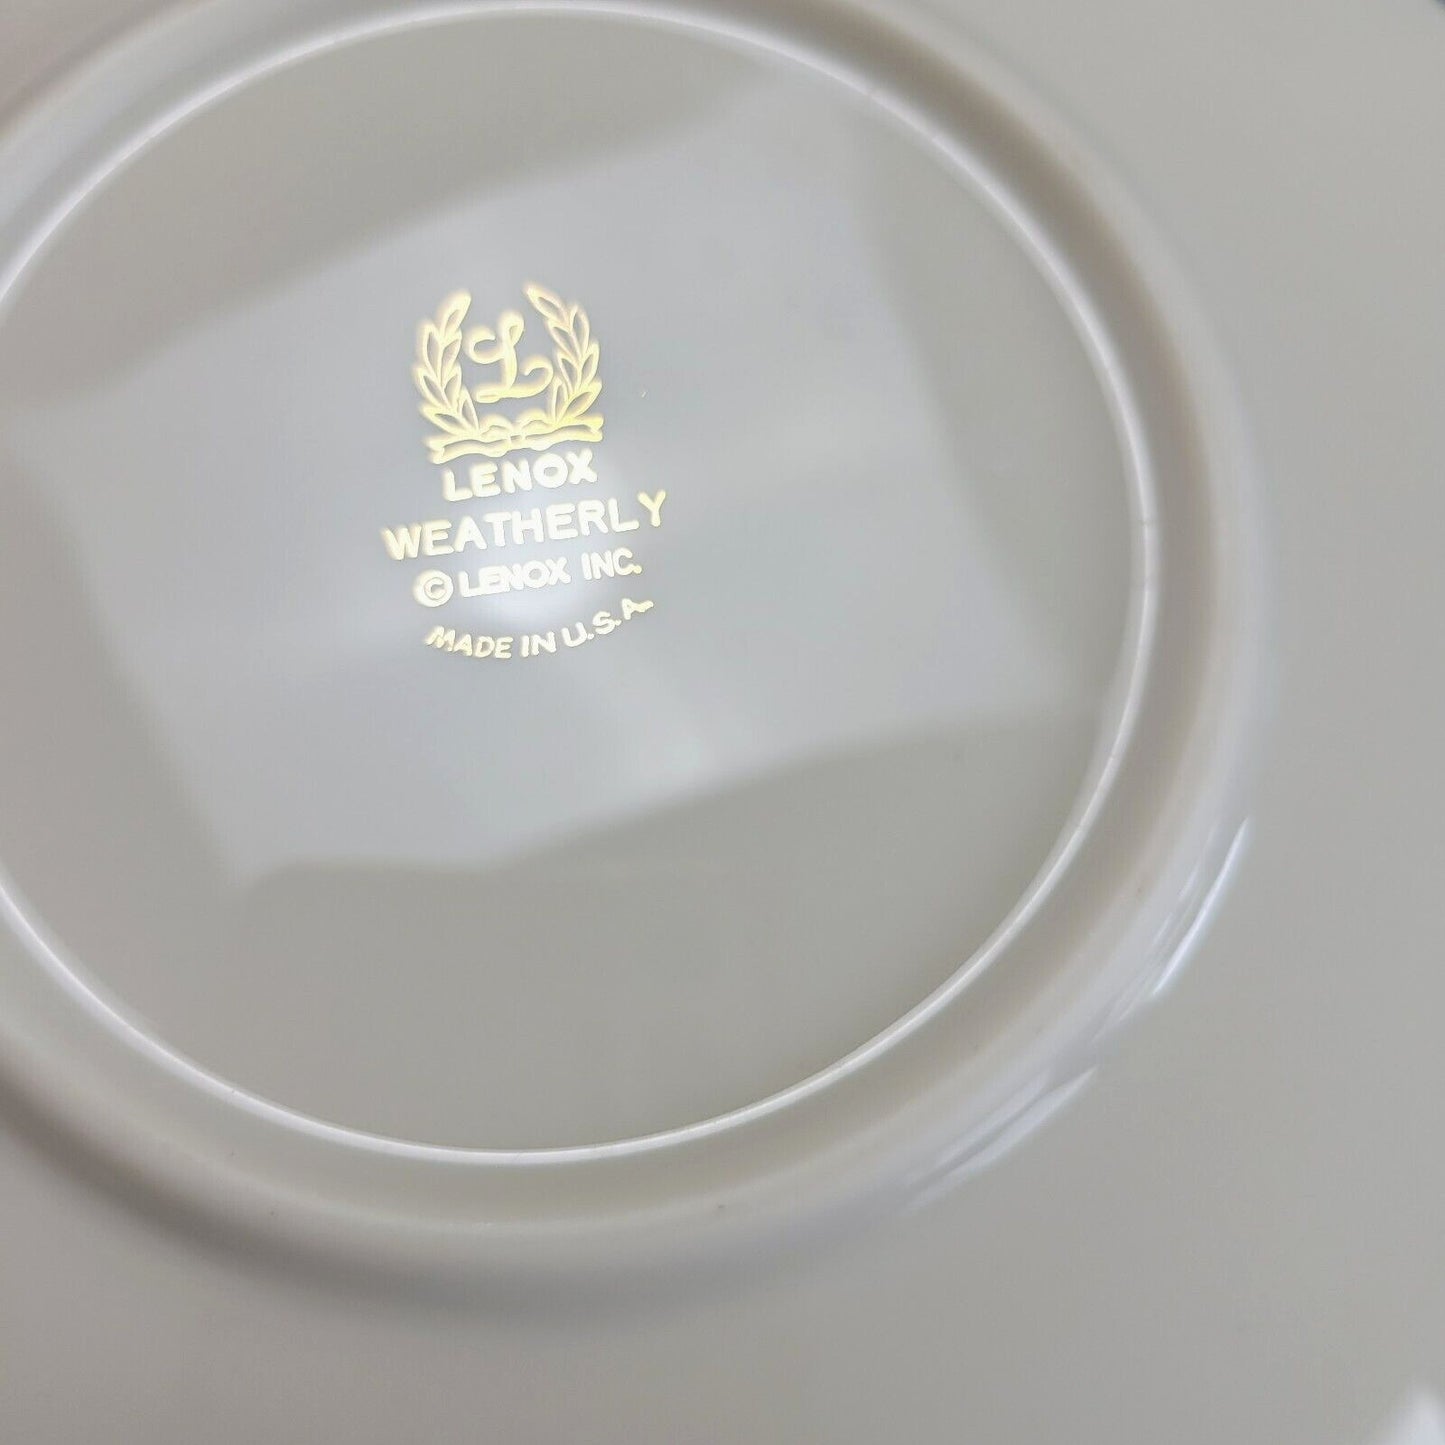 L
LENOX
WEATHERLY
© LENOX INC.
MADE IN U.S.A.